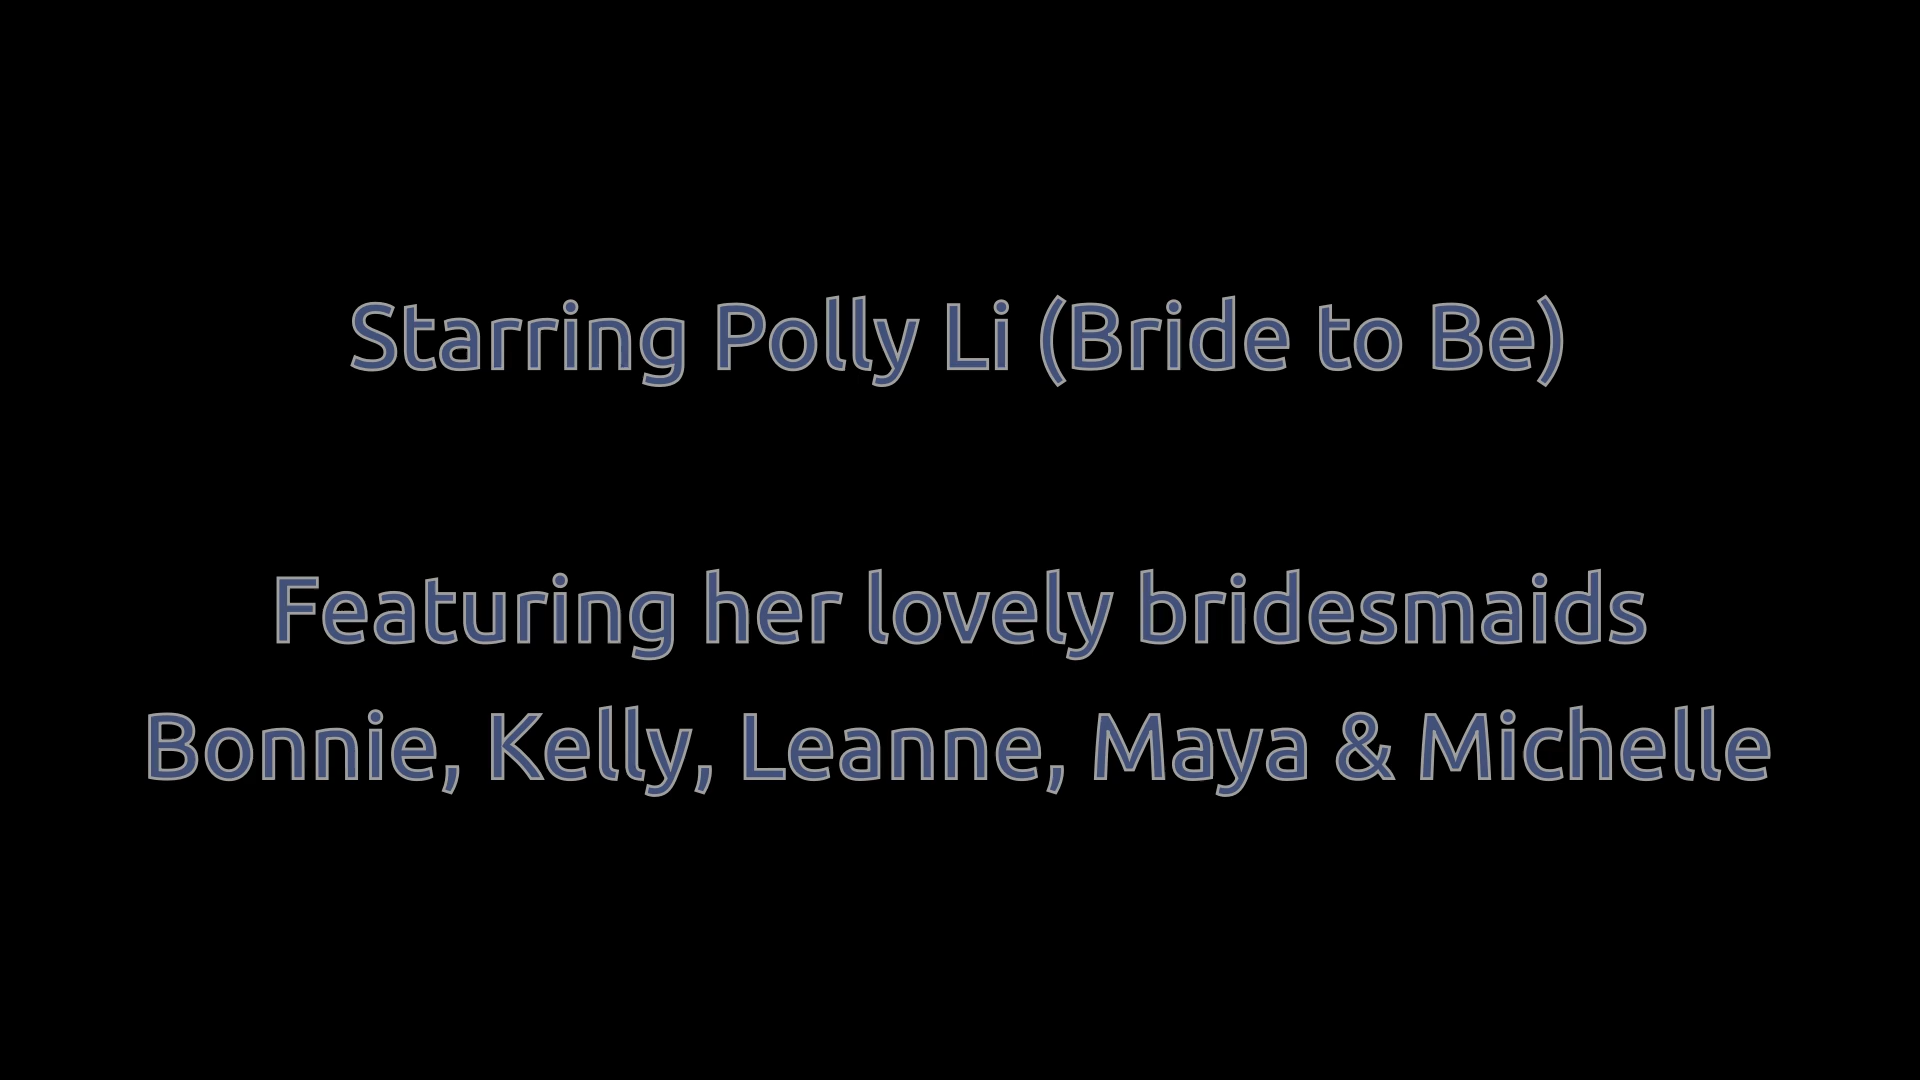 Starring Polly Li (Bride to Be)
Featuring her lovely bridesmaids
Bonnie, Kelly, Leanne, Maya & Michelle